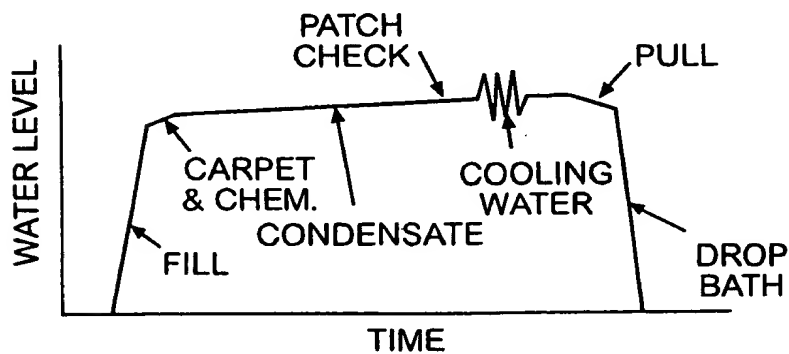 PATCH
CHECK
PULL
WATER LEVEL
CARPET
& CHEM.
COOLING
WATER
CONDENSATE
FILL
DROP
BATH
TIME